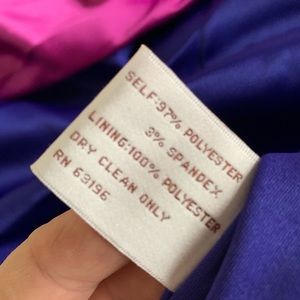 SELF:97% POLYESTER
3% SPANDEX
LINING:100% POLYESTER
DRY CLEAN ONLY
RN 63196